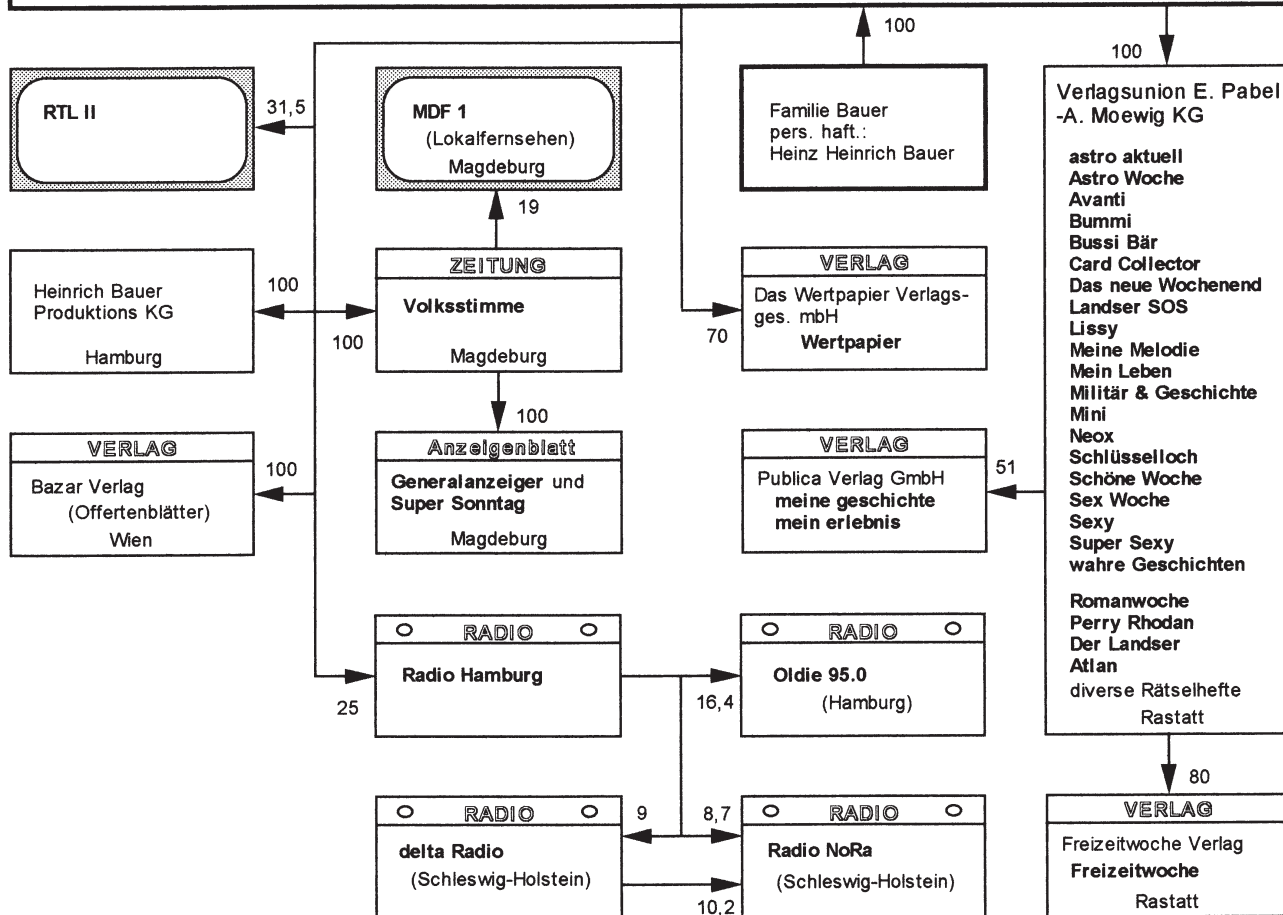 100
100
RTL II
31,5
MDF 1
(Lokalfernsehen)
Magdeburg
19
Familie Bauer
pers. haft.:
Heinz Heinrich Bauer
Verlagsunion E. Pabel
-A. Moewig KG
astro aktuell
Astro Woche
Avanti
Bummi
Bussi Bär
Card Collector
Das neue Wochenend
Landser SOS
Lissy
Meine Melodie
Mein Leben
Militär & Geschichte
Mini
Neox
Schlüsselloch
Schöne Woche
Sex Woche
Sexy
Super Sexy
wahre Geschichten
Romanwoche
Perry Rhodan
Der Landser
Atlan
diverse Rätselhefte
Rastatt
Heinrich Bauer
Produktions KG
Hamburg
100
100
ZEITUNG
Volksstimme
Magdeburg
100
70
VERLAG
Das Wertpapier Verlags-
ges. mbH
Wertpapier
VERLAG
Bazar Verlag
(Offertenblätter)
Wien
100
Anzeigenblatt
Generalanzeiger und
Super Sonntag
Magdeburg
VERLAG
Publica Verlag GmbH
meine geschichte
mein erlebnis
51
25
RADIO
Radio Hamburg
16,4
RADIO
Oldie 95.0
(Hamburg)
RADIO
delta Radio
(Schleswig-Holstein)
9
8,7
10,2
RADIO
Radio NoRa
(Schleswig-Holstein)
80
VERLAG
Freizeitwoche Verlag
Freizeitwoche
Rastatt